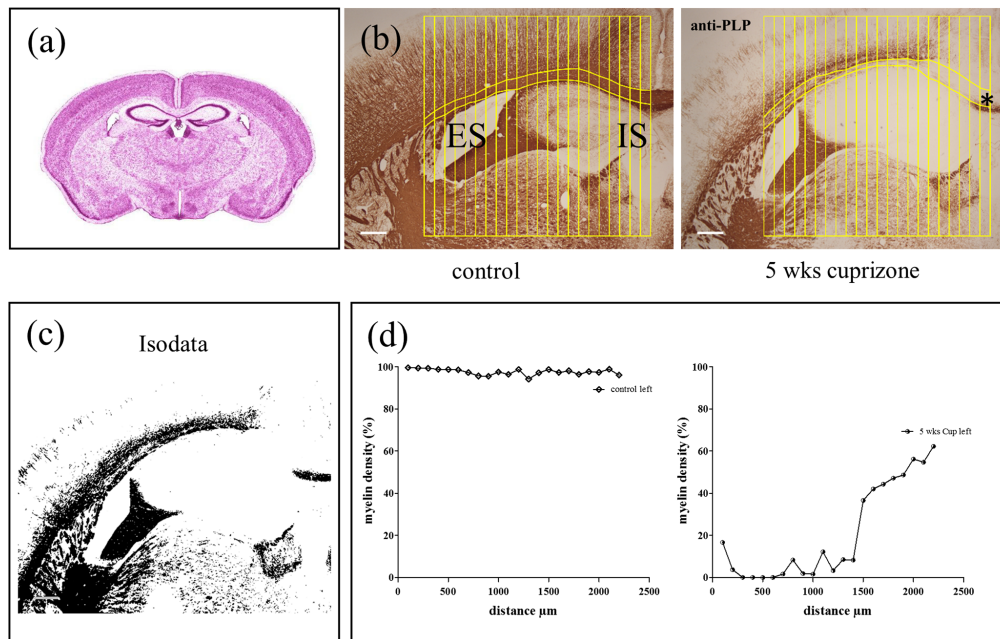 (a)
(b)
ES
IS
anti-PLP
*
control
5 wks cuprizone
(c)
Isodata
(d)
100
80
60
40
20
0
myelin density (%)
0
500
1000
1500
2000
2500
distance µm
control left
100
80
60
40
20
0
myelin density (%)
0
500
1000
1500
2000
2500
distance µm
5 wks Cup left